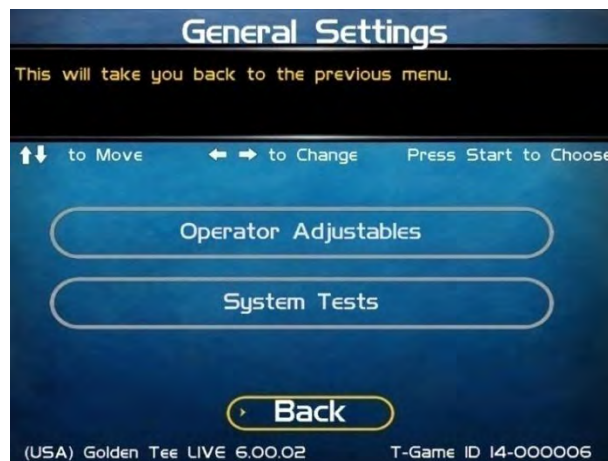 General Settings
This will take you back to the previous menu.
to Move to Change Press Start to Choose
Operator Adjustables
System Tests
Back
(USA) Golden Tee LIVE 6.00.02 T-Game ID 14-000006